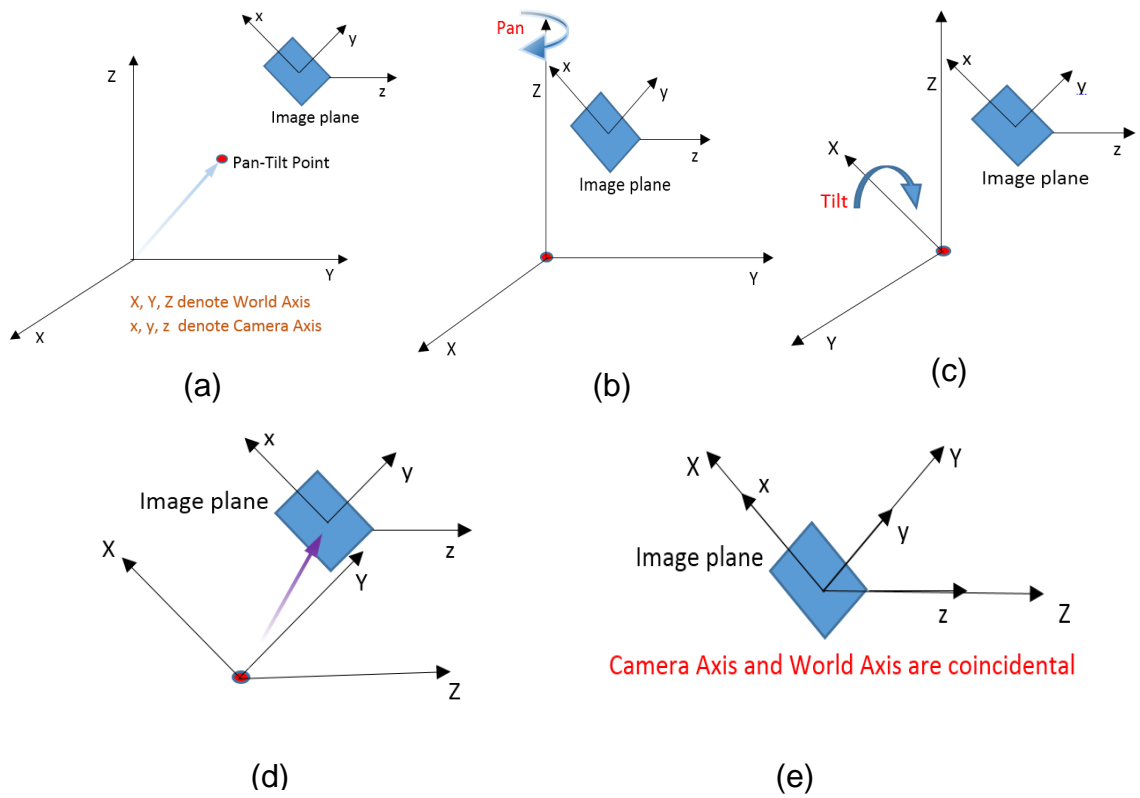 x
y
z
Image plane
Z
Pan-Tilt Point
Y
X, Y, Z denote World Axis
x, y, z denote Camera Axis
X
(a)
Pan
x
Z
y
z
Image plane
Y
X
(b)
Z
x
y
z
X
Image plane
Tilt
Y
(c)
x
y
Image plane
z
X
Y
Z
(d)
X
Y
x
y
Image plane
z
Z
Camera Axis and World Axis are coincidental
(e)